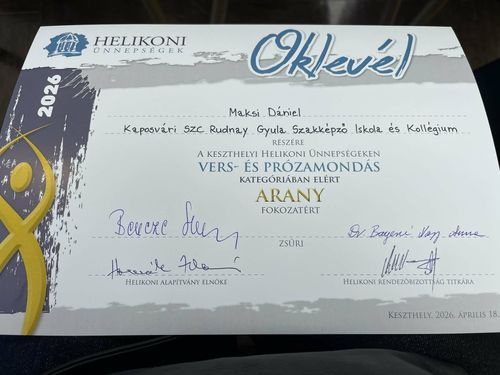 HELIKONI
ÜNNEPSÉGEK
Oklevél
2026
Maksi Dániel
Kaposvári SZC Rudnay Gyula Szakképző Iskola és Kollégium
RÉSZÉRE
A KESZTHELYI HELIKONI ÜNNEPSÉGEKEN
VERS- ÉS PRÓZAMONDÁS
KATEGÓRIÁBAN ELÉRT
ARANY
FOKOZATÉRT
ZSŰRI
HELIKONI ALAPÍTVÁNY ELNÖKE
HELIKONI RENDEZŐBIZOTTSÁG TITKÁRA
KESZTHELY, 2026. ÁPRILIS 18.